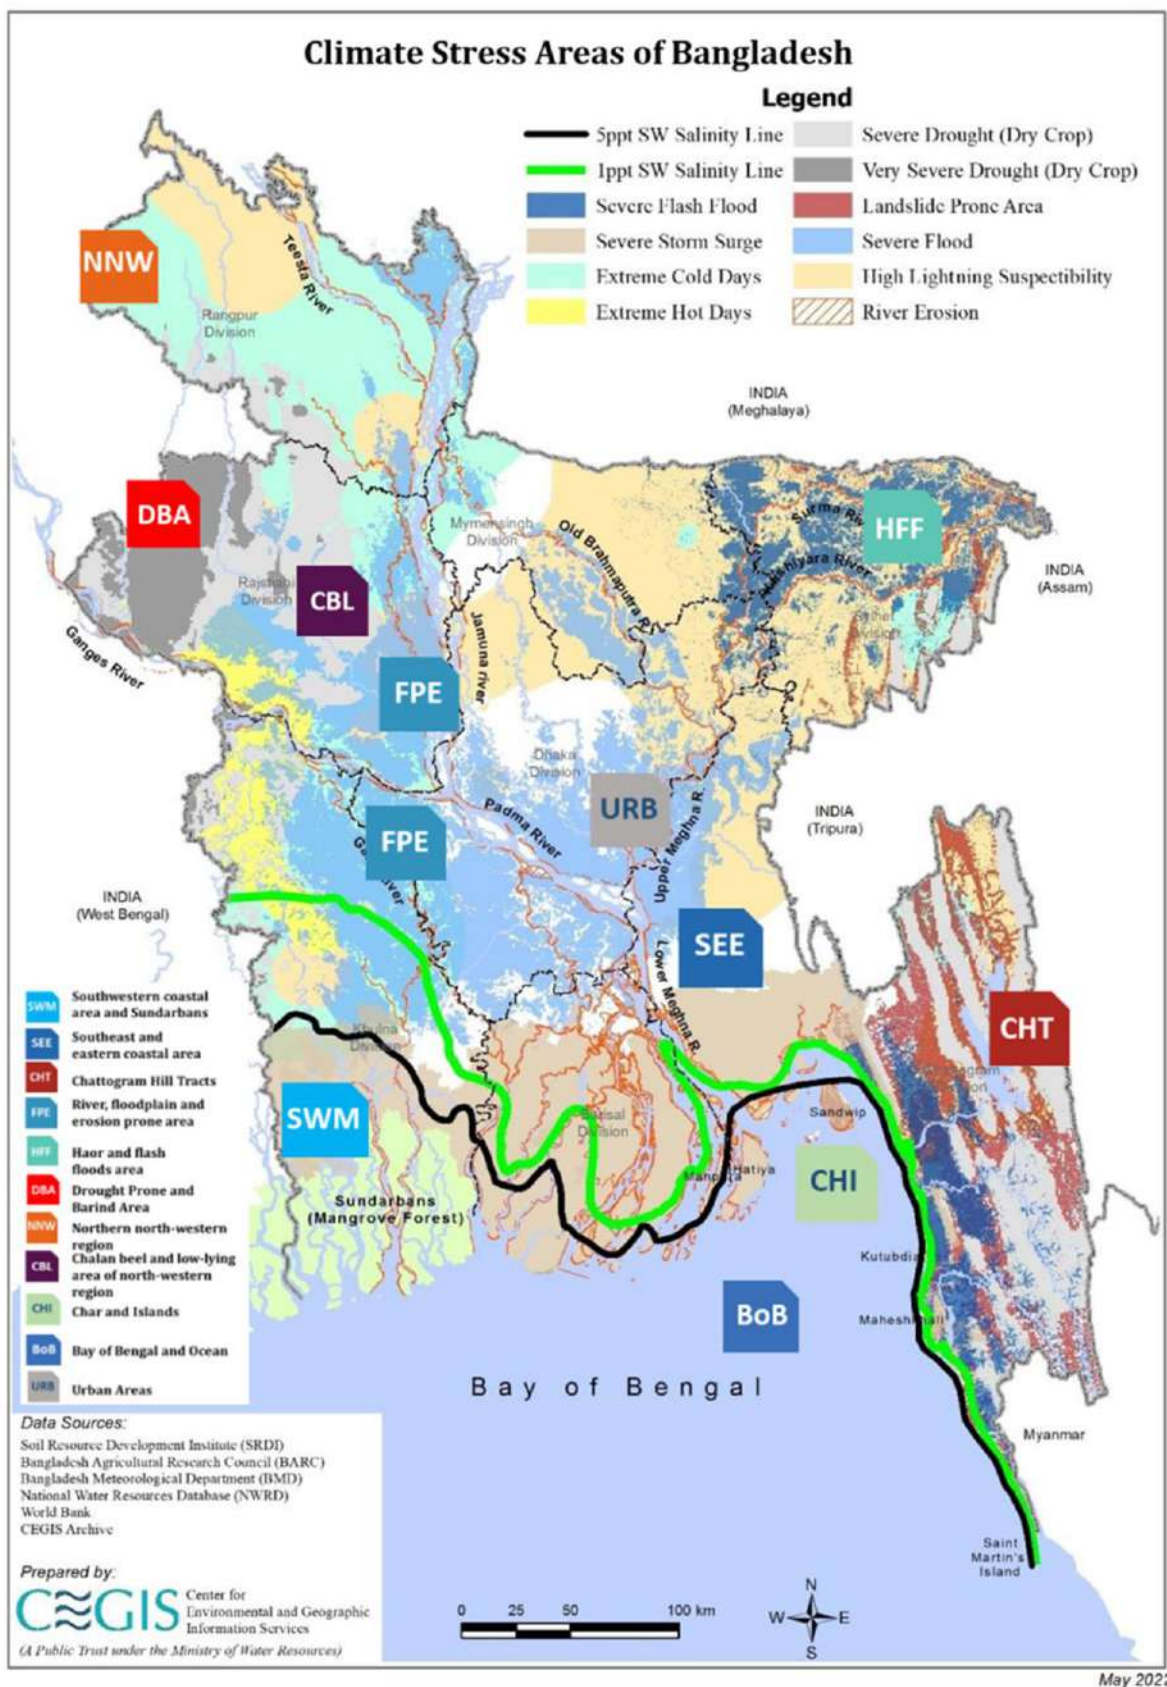 Climate Stress Areas of Bangladesh
Legend
5ppt SW Salinity Line
1ppt SW Salinity Line
Severe Flash Flood
Severe Storm Surge
Extreme Cold Days
Extreme Hot Days
Severe Drought (Dry Crop)
Very Severe Drought (Dry Crop)
Landslide Prone Area
Severe Flood
High Lightning Suspectibility
River Erosion
NNW
Teesta River
Rangpur
Division
INDIA
(Meghalaya)
DBA
Mymensingh
Division
Old Brahmaputra R.
Surma
HFF
River
INDIA
(Assam)
Rajshahi
Division
CBL
Ganges River
Jamuna river
FPE
Dhaka
Division
URB
Padma River
Upper Meghna R.
INDIA
(Tripura)
FPE
INDIA
(West Bengal)
SEE
Lower Meghna R.
CHT
Khulna
Division
SWM
Barisal
Division
Sandwip
Hatiya
CHI
Sundarbans
(Mangrove Forest)
Kutubdia
BoB
Bay of Bengal
Myanmar
Saint
Martin's
Island
SWM Southwestern coastal
area and Sundarbans
SEE Southeast and
eastern coastal area
CHT Chattogram Hill Tracts
FPE River, floodplain and
erosion prone area
HFF Haor and flash
floods area
DBA Drought Prone and
Barind Area
NNW Northern north-western
region
CBL Chalan beel and low-lying
area of north-western
region
CHI Char and Islands
BoB Bay of Bengal and Ocean
URB Urban Areas
Data Sources:
Soil Resource Development Institute (SRDI)
Bangladesh Agricultural Research Council (BARC)
Bangladesh Meteorological Department (BMD)
National Water Resources Database (NWRD)
World Bank
CEGIS Archive
Prepared by:
CEGIS
Center for
Environmental and Geographic
Information Services
(A Public Trust under the Ministry of Water Resources)
0 25 50 100 km
N
W E
S
May 2022